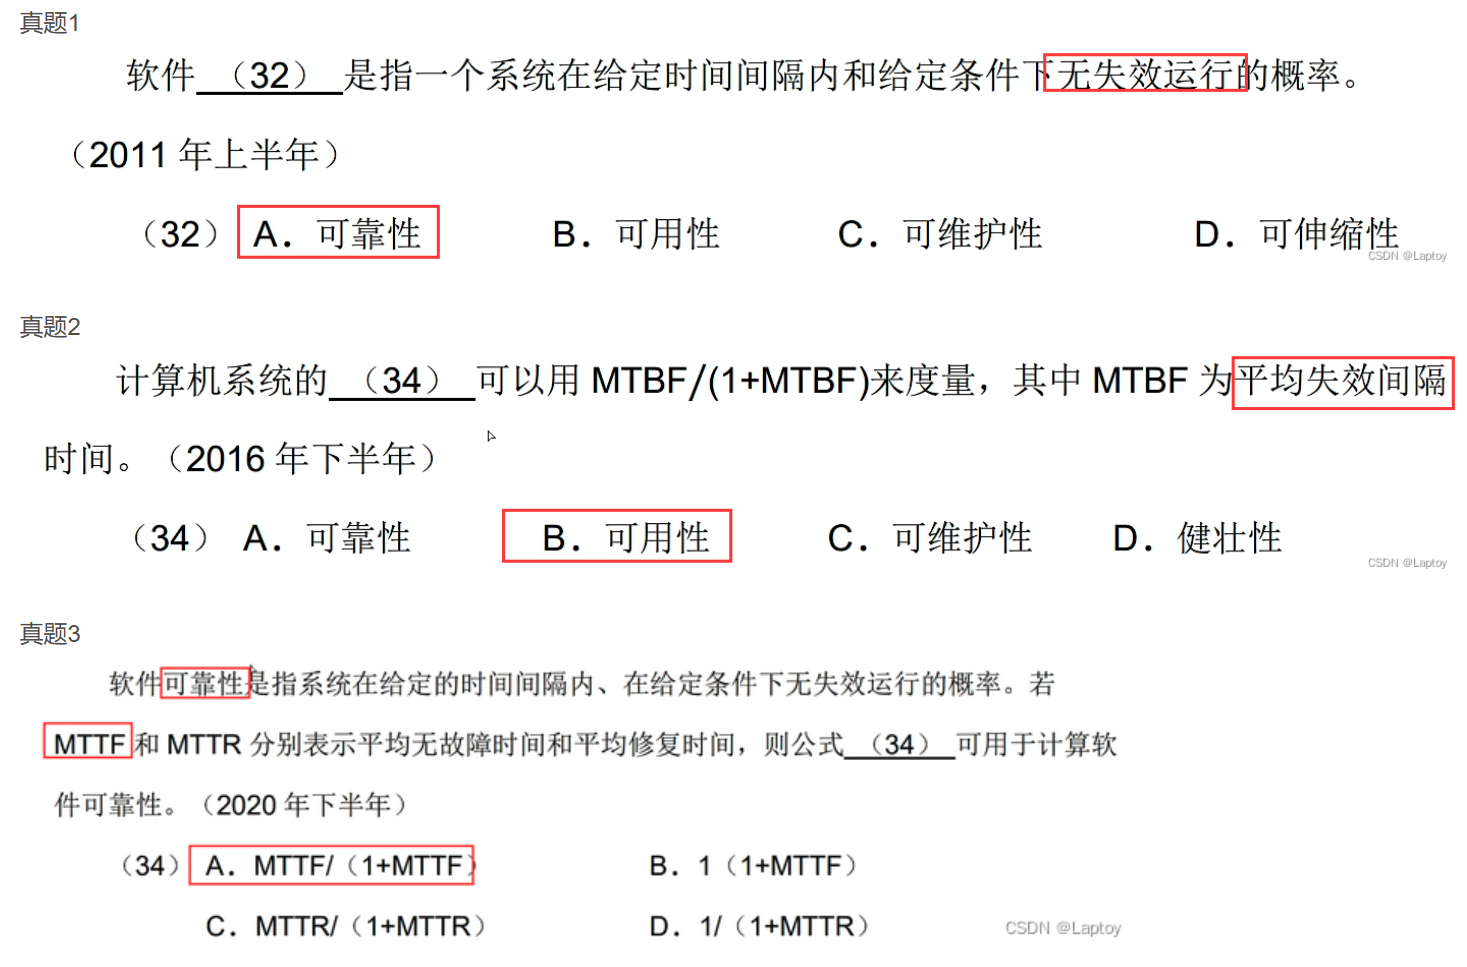 真题1
软件 （32） 是指一个系统在给定时间间隔内和给定条件下无失效运行的概率。
（2011 年上半年）
（32） A．可靠性 B．可用性 C．可维护性 D．可伸缩性
CSDN @Laptoy
真题2
计算机系统的 （34） 可以用 MTBF/(1+MTBF)来度量，其中 MTBF 为平均失效间隔
时间。（2016 年下半年）
（34） A．可靠性 B．可用性 C．可维护性 D．健壮性
CSDN @Laptoy
真题3
软件可靠性是指系统在给定的时间间隔内、在给定条件下无失效运行的概率。若
MTTF 和 MTTR 分别表示平均无故障时间和平均修复时间，则公式 （34） 可用于计算软
件可靠性。（2020 年下半年）
（34） A．MTTF/（1+MTTF） B．1（1+MTTF）
C．MTTR/（1+MTTR） D．1/（1+MTTR）
CSDN @Laptoy